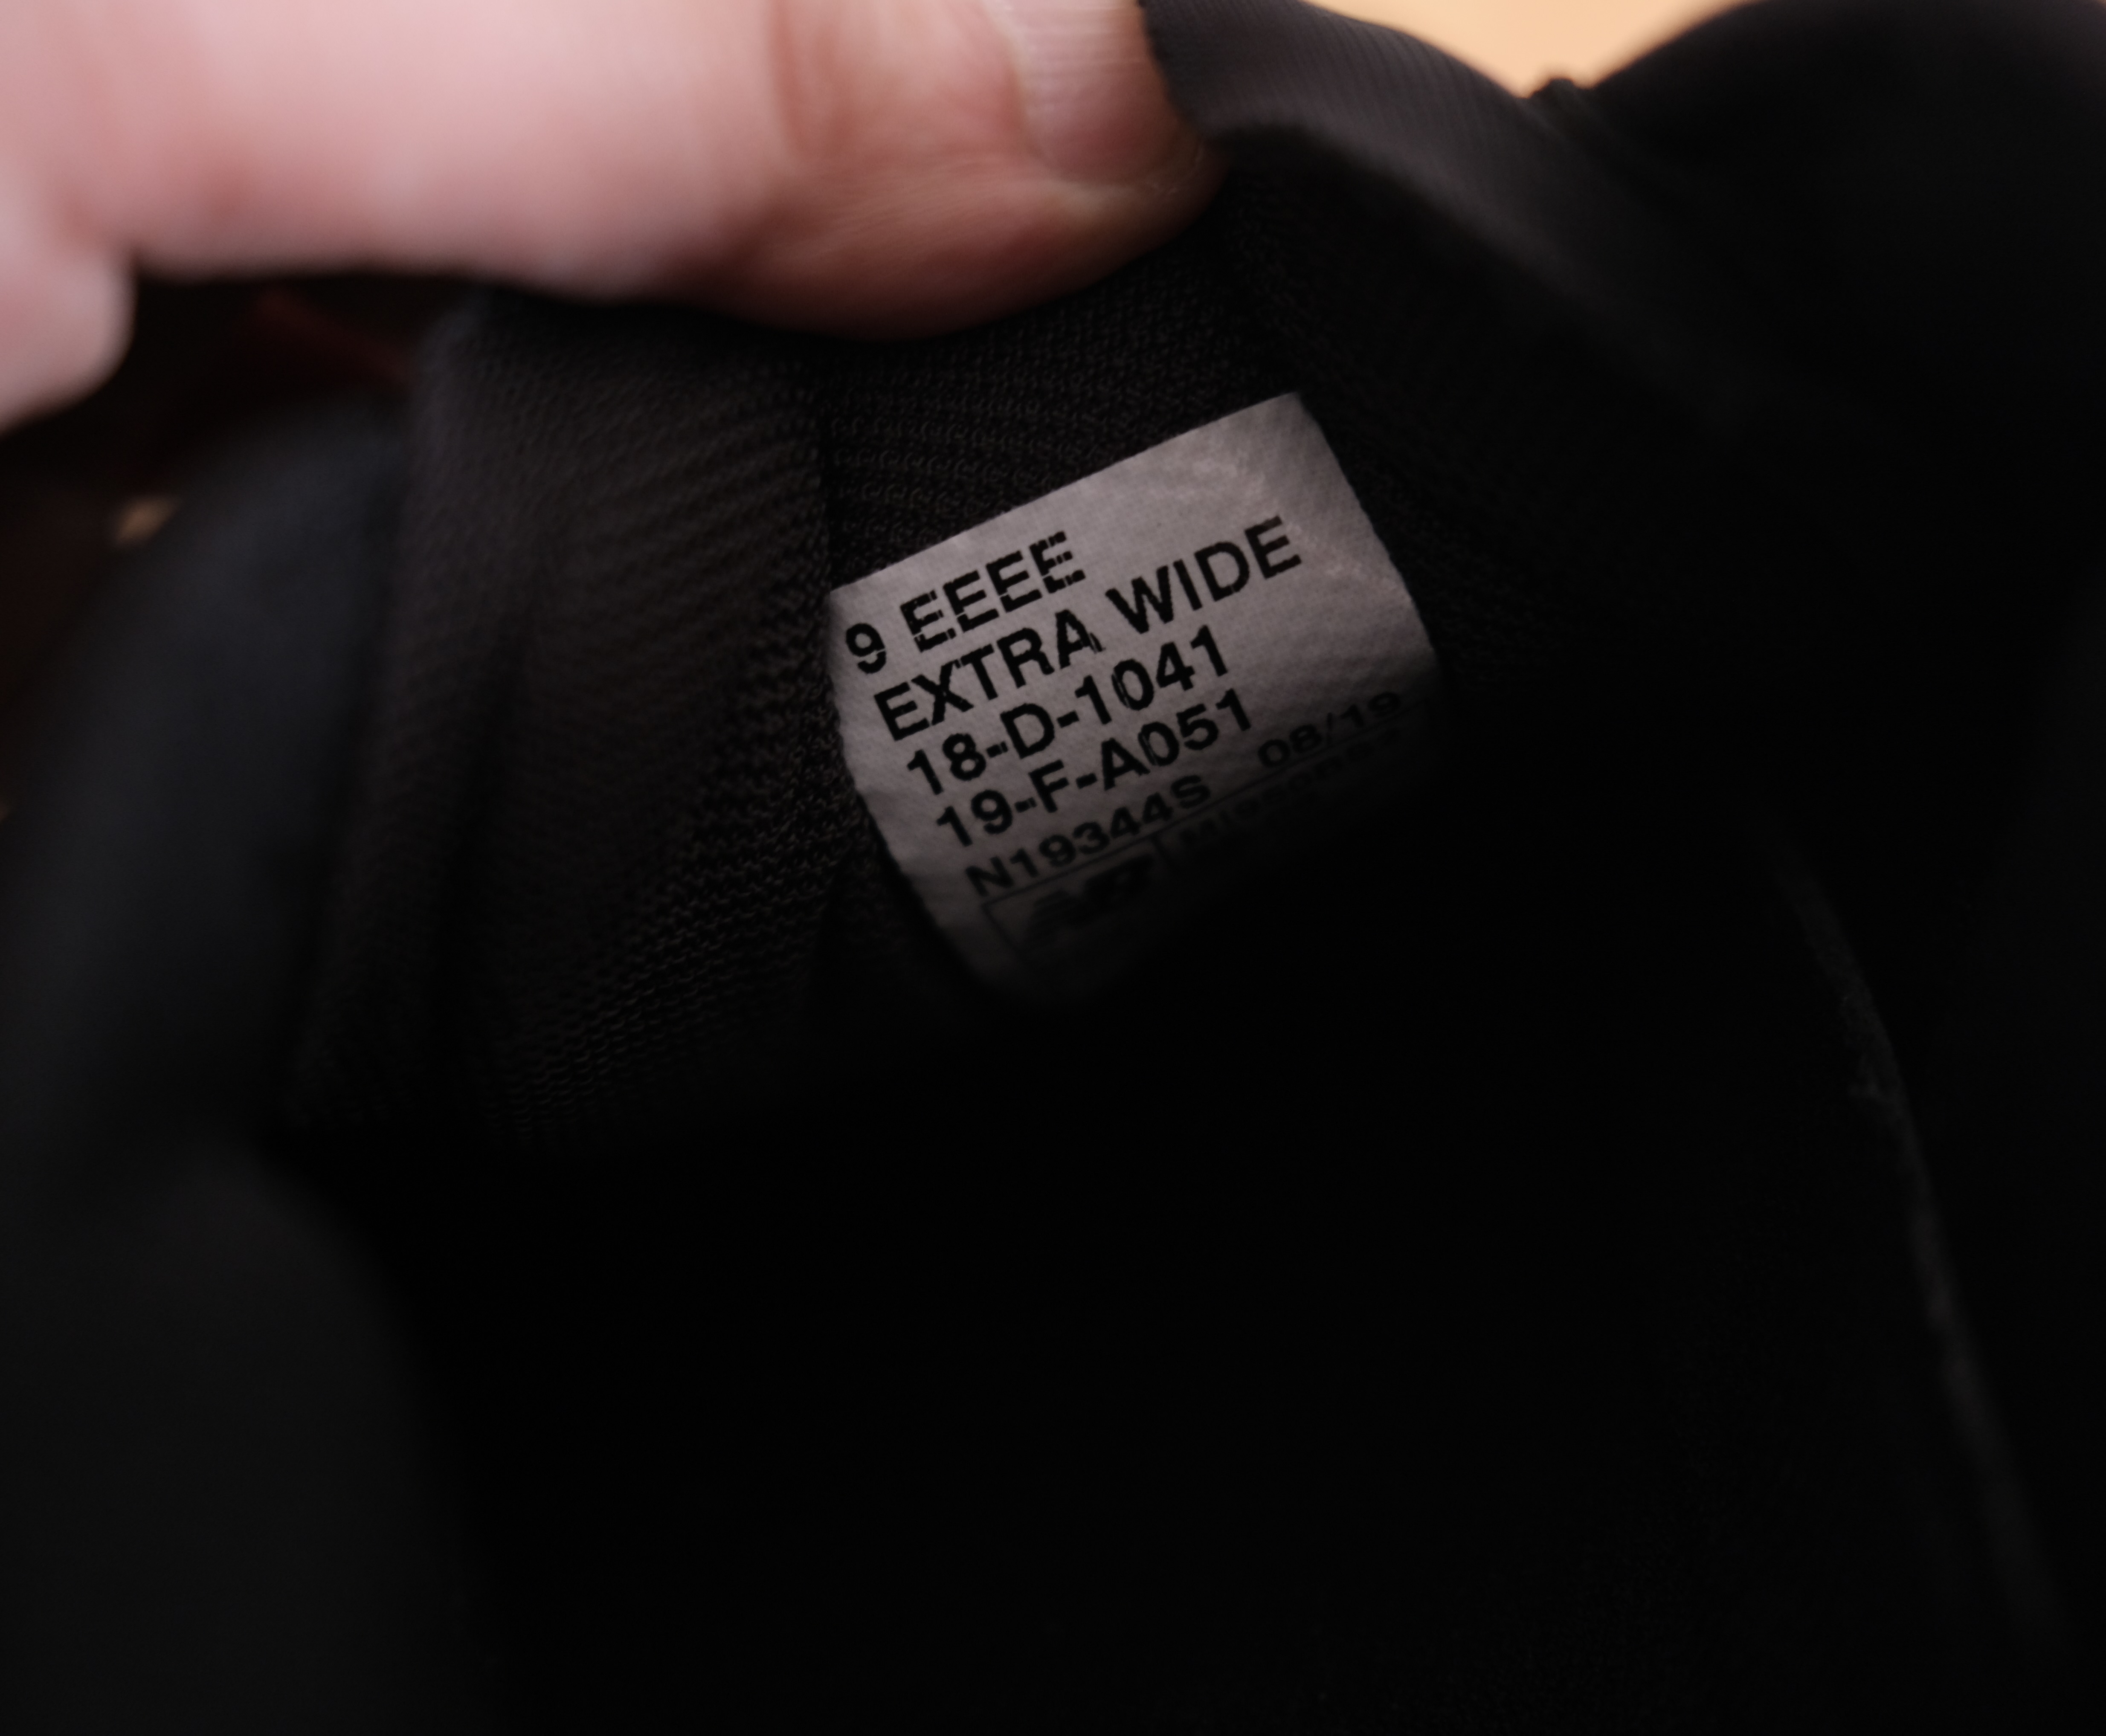 9 EEEE
EXTRA WIDE
18-D-1041
19-F-A051
N19344S 08/19